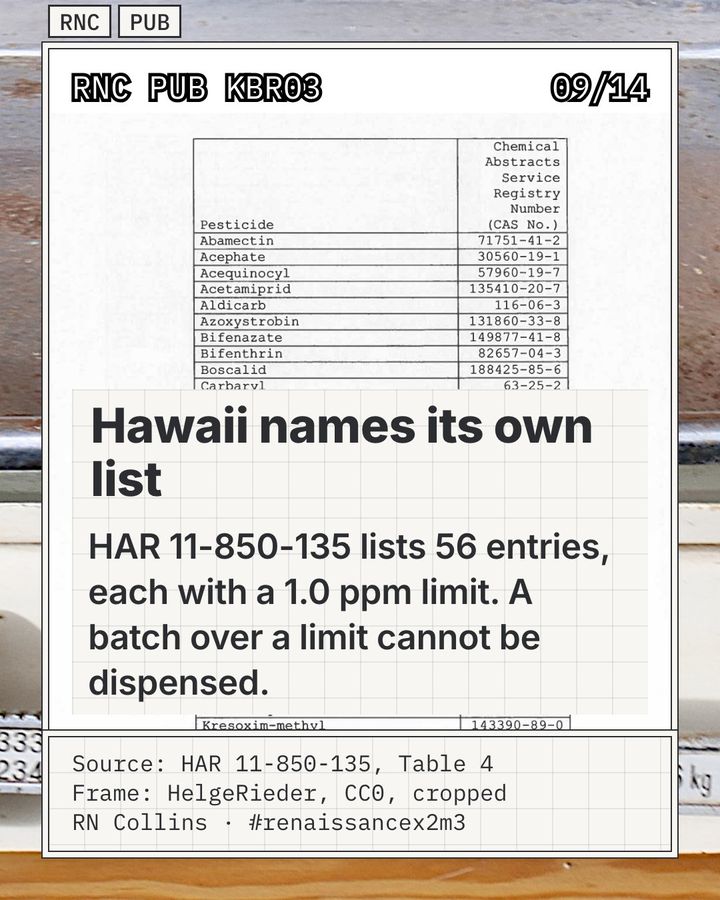 RNC PUB
RNC PUB KBR03 09/14
Chemical
Abstracts
Service
Registry
Number
Pesticide (CAS No.)
Abamectin 71751-41-2
Acephate 30560-19-1
Acequinocyl 57960-19-7
Acetamiprid 135410-20-7
Aldicarb 116-06-3
Azoxystrobin 131860-33-8
Bifenazate 149877-41-8
Bifenthrin 82657-04-3
Boscalid 188425-85-6
Carbaryl 63-25-2
Hawaii names its own
list
HAR 11-850-135 lists 56 entries,
each with a 1.0 ppm limit. A
batch over a limit cannot be
dispensed.
Kresoxim-methyl 143390-89-0
333
234
kg
Source: HAR 11-850-135, Table 4
Frame: HelgeRieder, CC0, cropped
RN Collins · #renaissancex2m3